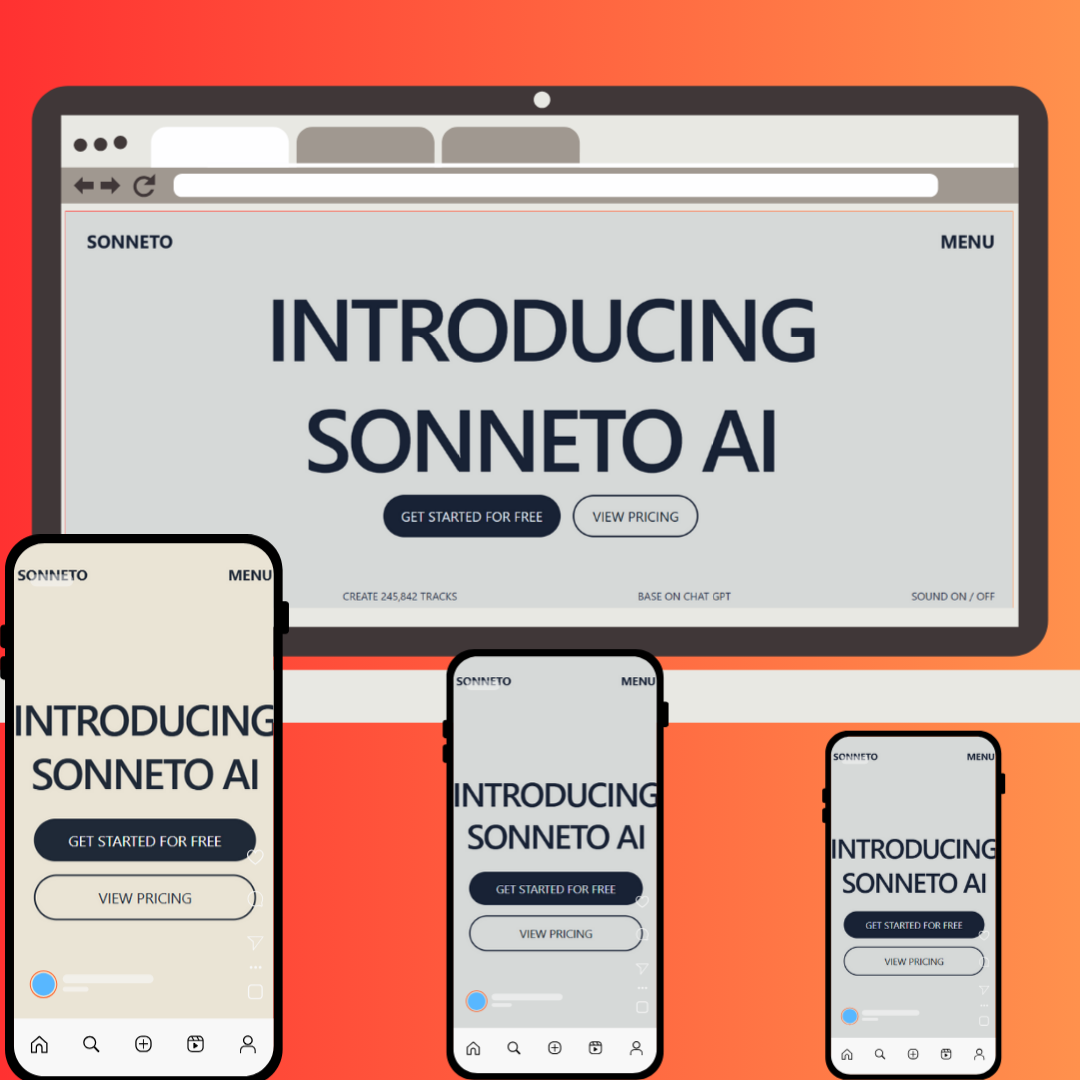 SONNETO MENU
INTRODUCING
SONNETO AI
GET STARTED FOR FREE VIEW PRICING
CREATE 245,842 TRACKS BASE ON CHAT GPT SOUND ON / OFF
SONNETO MENU
INTRODUCING
SONNETO AI
GET STARTED FOR FREE
VIEW PRICING
SONNETO MENU
INTRODUCING
SONNETO AI
GET STARTED FOR FREE
VIEW PRICING
SONNETO MENU
INTRODUCING
SONNETO AI
GET STARTED FOR FREE
VIEW PRICING